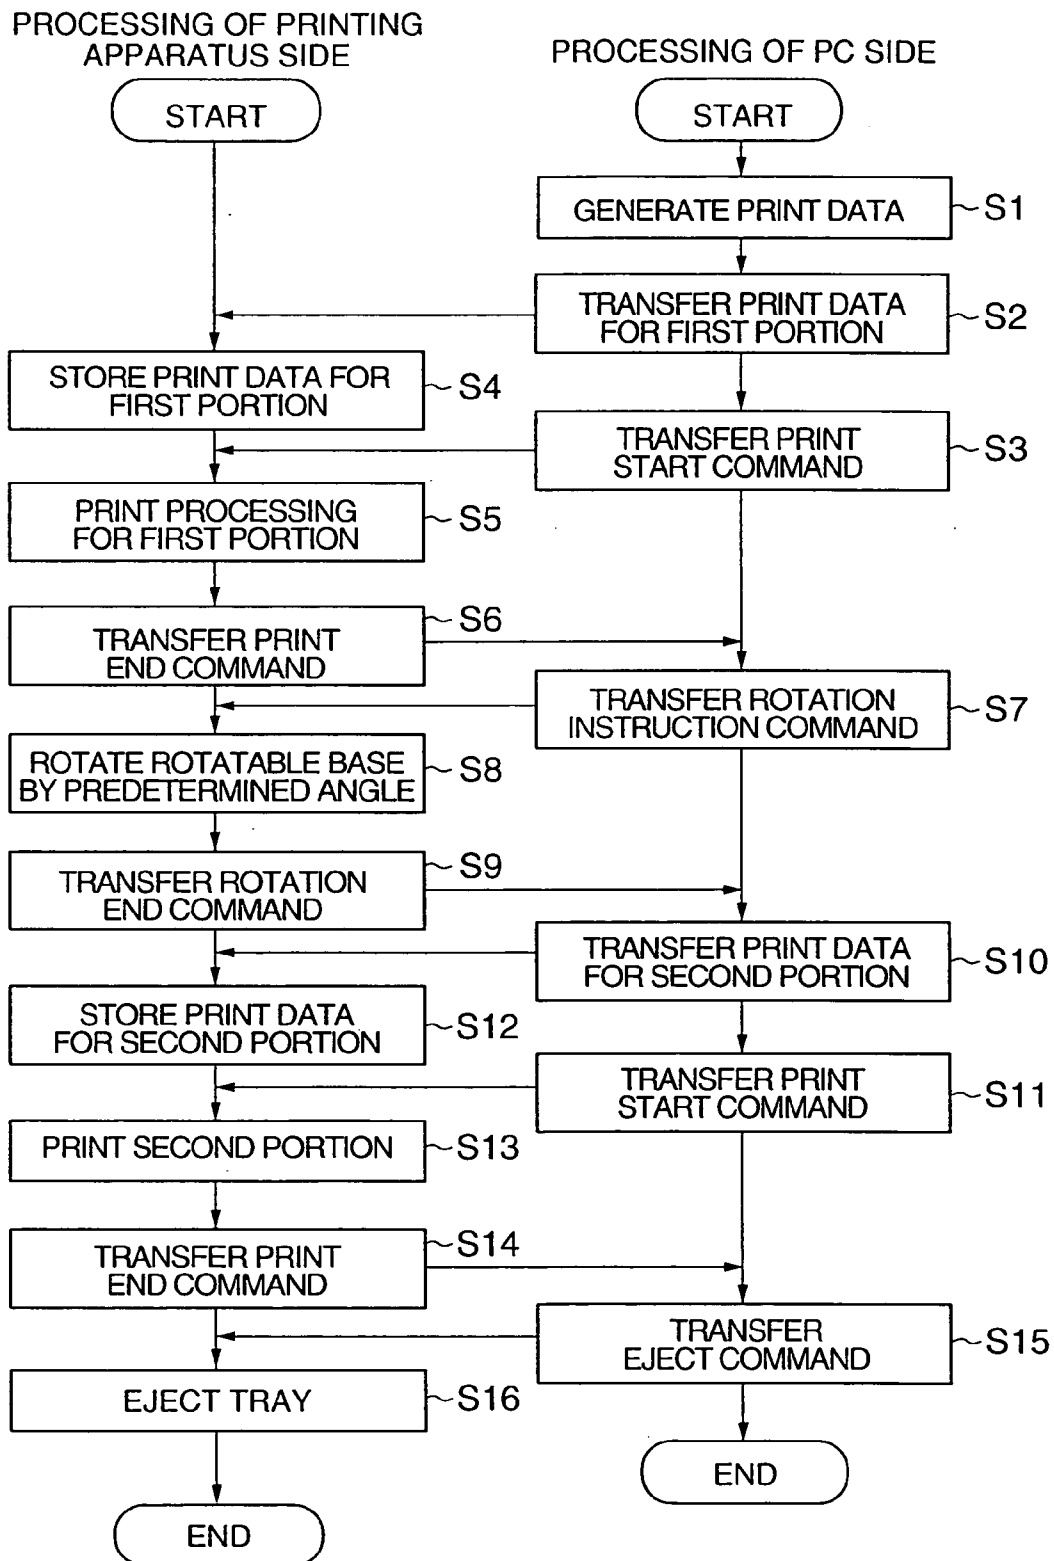 PROCESSING OF PRINTING
APPARATUS SIDE
PROCESSING OF PC SIDE
START
START
GENERATE PRINT DATA
S1
TRANSFER PRINT DATA
FOR FIRST PORTION
S2
STORE PRINT DATA FOR
FIRST PORTION
S4
TRANSFER PRINT
START COMMAND
S3
PRINT PROCESSING
FOR FIRST PORTION
S5
TRANSFER PRINT
END COMMAND
S6
TRANSFER ROTATION
INSTRUCTION COMMAND
S7
ROTATE ROTATABLE BASE
BY PREDETERMINED ANGLE
S8
TRANSFER ROTATION
END COMMAND
S9
TRANSFER PRINT DATA
FOR SECOND PORTION
S10
STORE PRINT DATA
FOR SECOND PORTION
S12
TRANSFER PRINT
START COMMAND
S11
PRINT SECOND PORTION
S13
TRANSFER PRINT
END COMMAND
S14
TRANSFER
EJECT COMMAND
S15
EJECT TRAY
S16
END
END